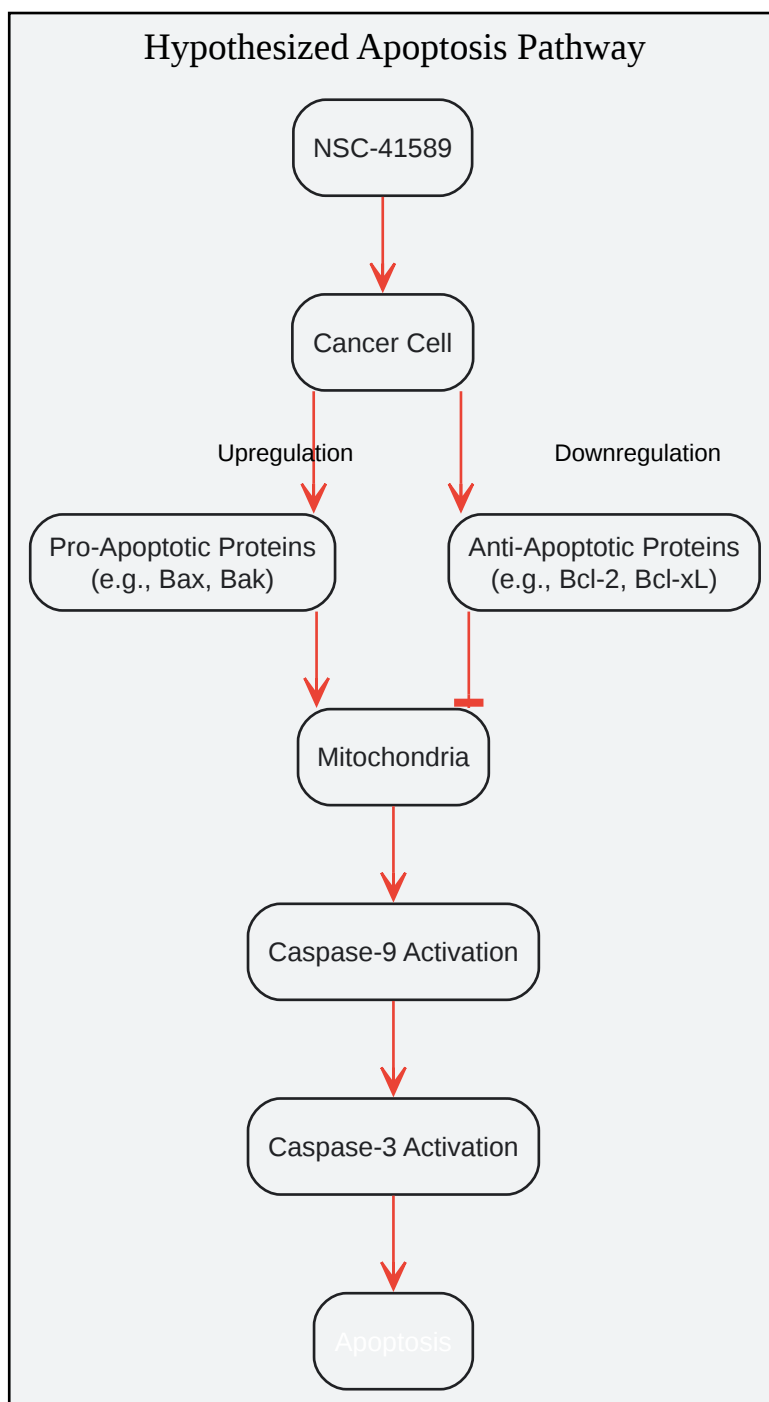 Hypothesized Apoptosis Pathway
NSC-41589
Cancer Cell
Upregulation
Downregulation
Pro-Apoptotic Proteins
(e.g., Bax, Bak)
Anti-Apoptotic Proteins
(e.g., Bcl-2, Bcl-xL)
Mitochondria
Caspase-9 Activation
Caspase-3 Activation
Apoptosis